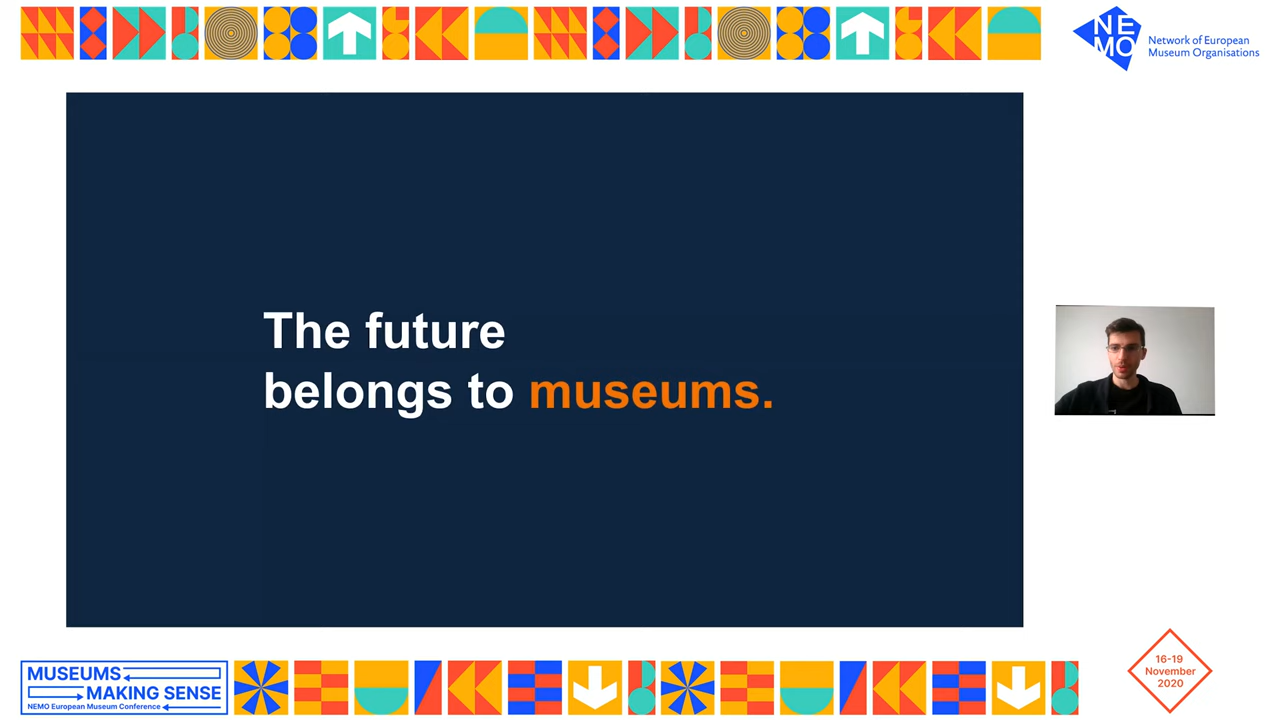 NE
MO
Network of European
Museum Organisations
The future
belongs to museums.
MUSEUMS
MAKING SENSE
NEMO European Museum Conference
16-19
November
2020